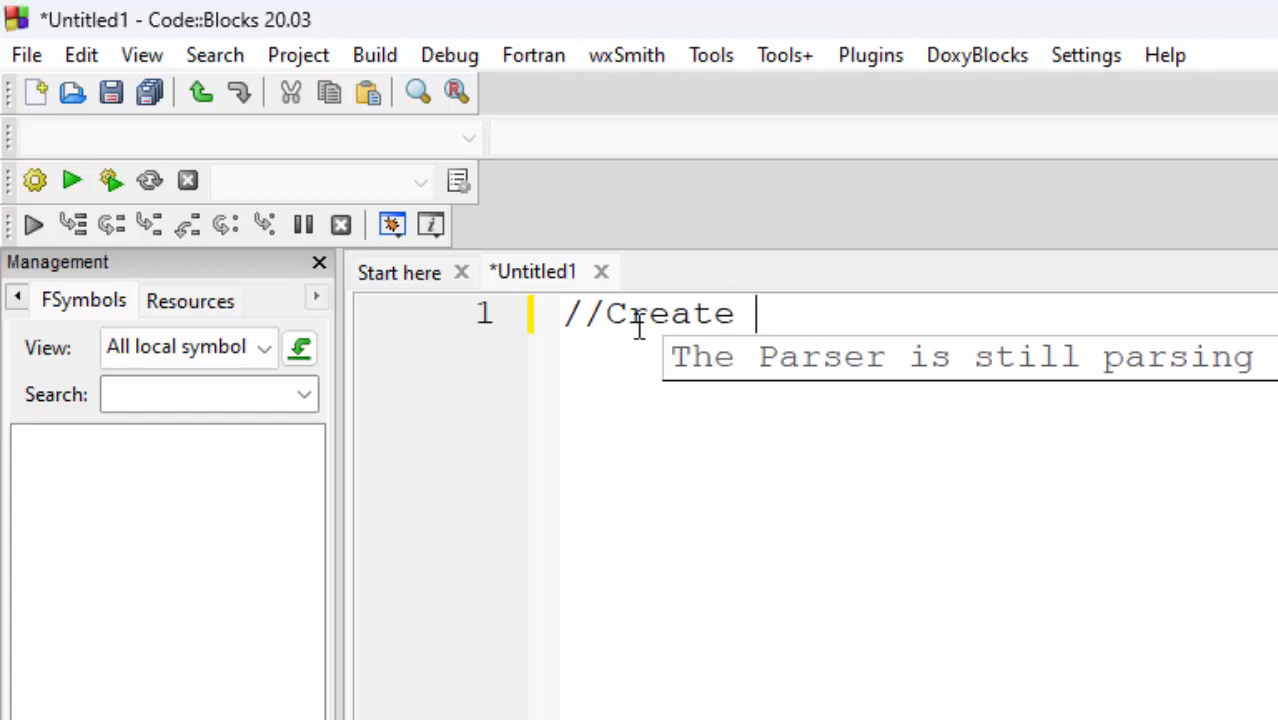 *Untitled1 - Code::Blocks 20.03
File Edit View Search Project Build Debug Fortran wxSmith Tools Tools+ Plugins DoxyBlocks Settings Help
Management
Start here *Untitled1
FSymbols Resources
1 //Create
View: All local symbol
The Parser is still parsing
Search: